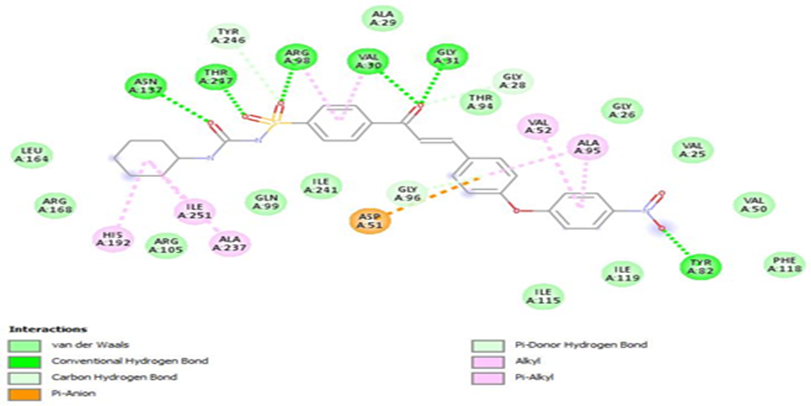 ALA
A:29
TYR
A:246
ARG
A:98
VAL
A:30
GLY
A:31
ASN
A:137
THR
A:247
GLY
A:28
THR
A:94
GLY
A:26
VAL
A:52
ALA
A:95
VAL
A:25
LEU
A:164
ARG
A:168
GLN
A:99
ILE
A:241
GLY
A:96
ASP
A:51
VAL
A:50
ILE
A:251
HIS
A:192
ARG
A:105
ALA
A:237
TYR
A:82
PHE
A:118
ILE
A:119
ILE
A:115
Interactions
van der Waals
Conventional Hydrogen Bond
Carbon Hydrogen Bond
Pi-Anion
Pi-Donor Hydrogen Bond
Alkyl
Pi-Alkyl